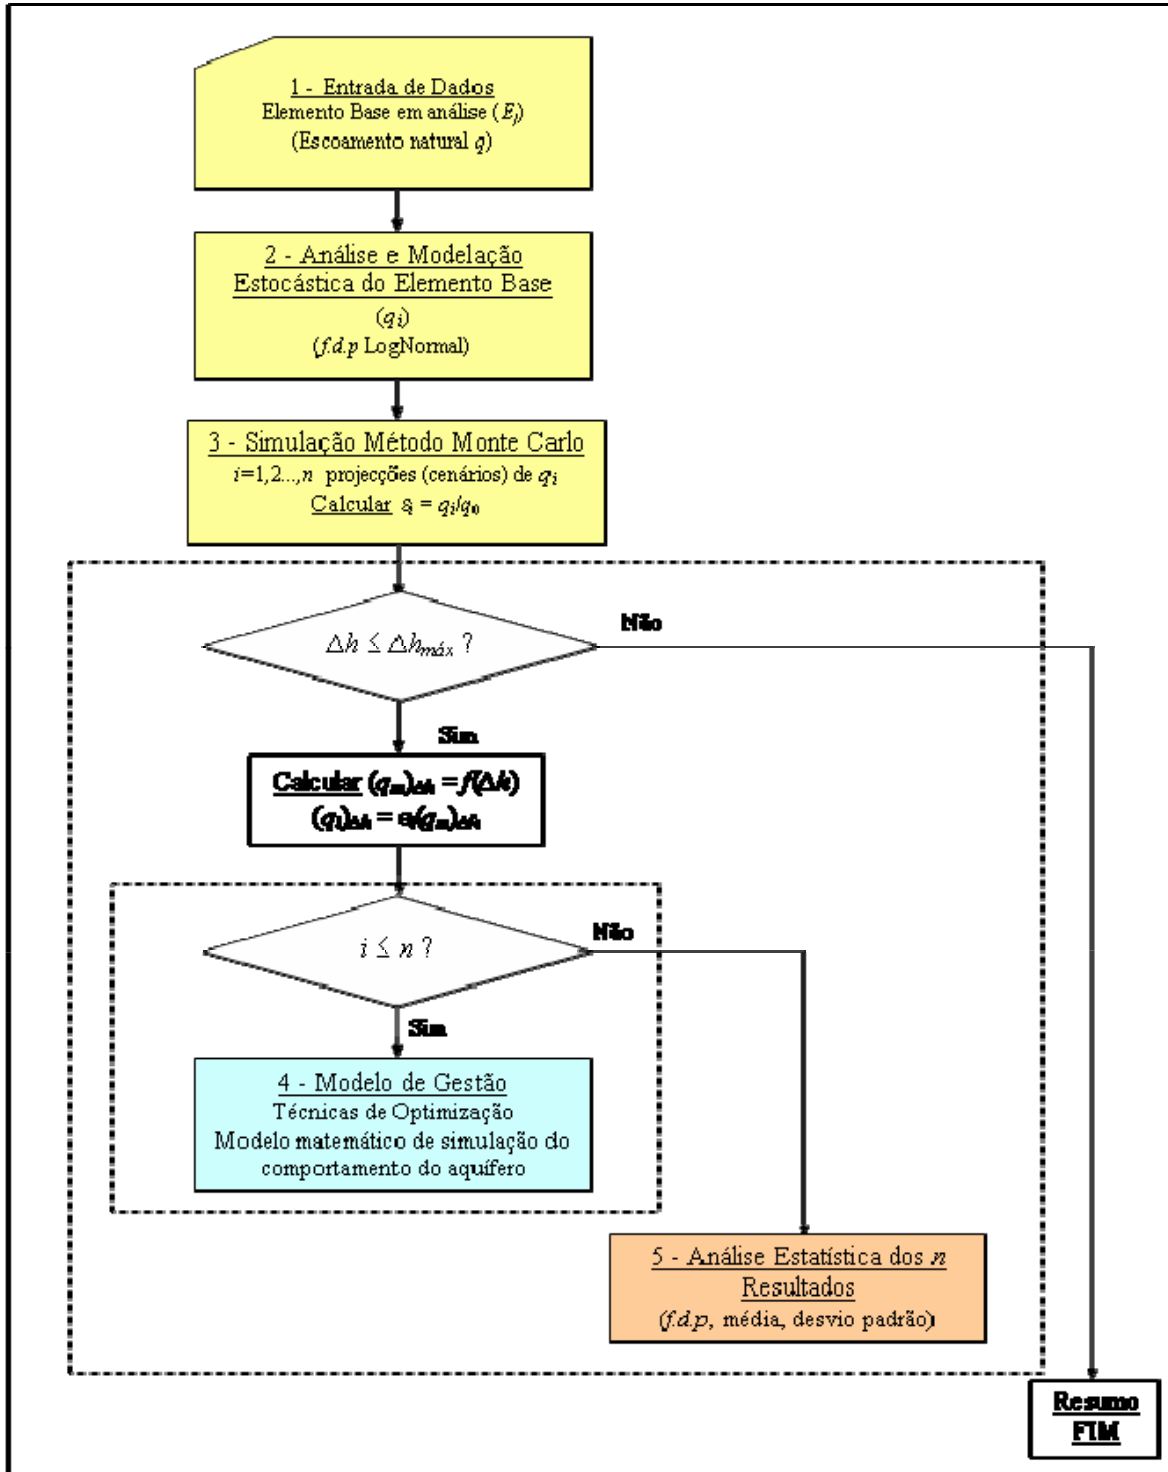 1 - Entrada de Dados
Elemento Base em análise (Ej)
(Escoamento natural q)
2 - Análise e Modelação
Estocástica do Elemento Base
(qi)
(f.d.p LogNormal)
3 - Simulação Método Monte Carlo
i=1,2...,n projecções (cenários) de qi
Calcular εi = qi/q0
Não
Δh ≤ Δhmáx ?
Sim
Calcular (qm)Δh = f(Δh)
(qi)Δh = εi(qm)Δh
Não
i ≤ n ?
Sim
4 - Modelo de Gestão
Técnicas de Optimização
Modelo matemático de simulação do
comportamento do aquífero
5 - Análise Estatística dos n
Resultados
(f.d.p, média, desvio padrão)
Resumo
FIM